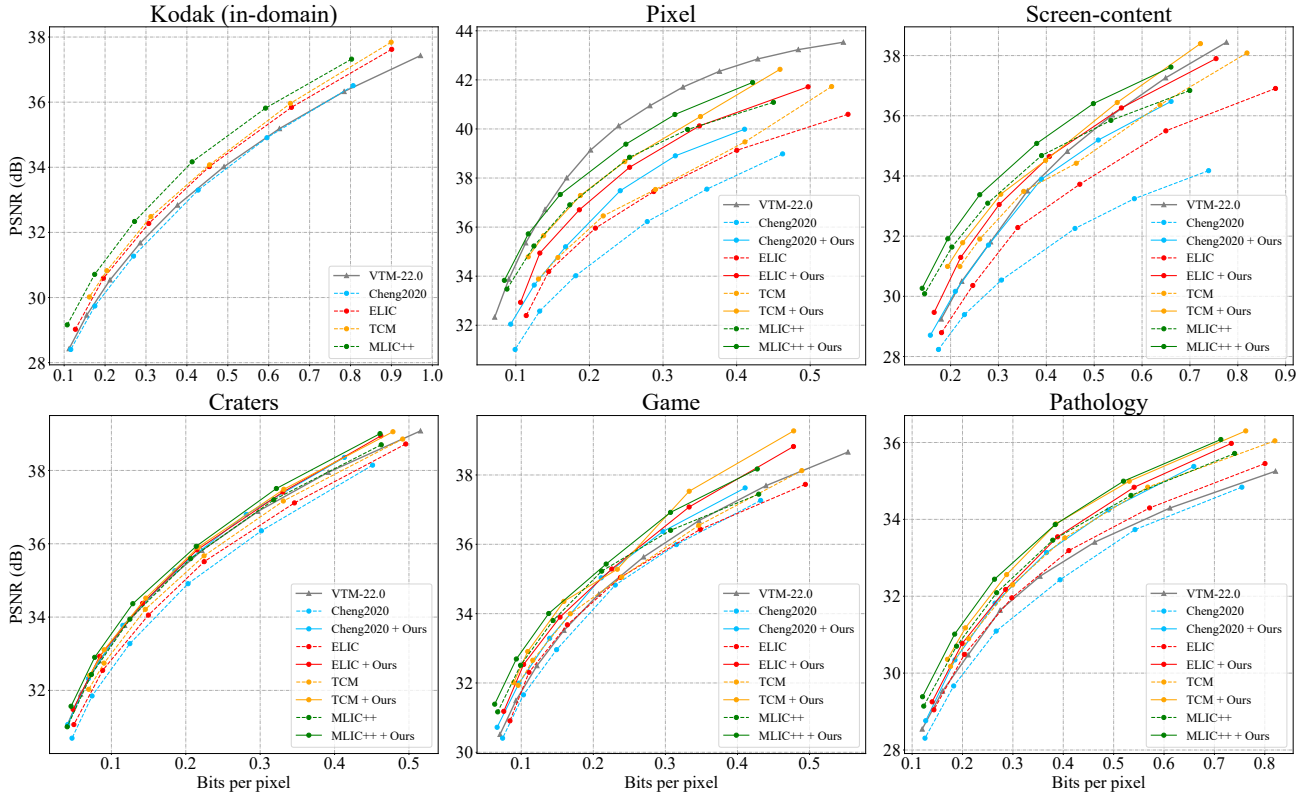 Kodak (in-domain)
PSNR (dB)
38
36
34
32
30
28
0.1 0.2 0.3 0.4 0.5 0.6 0.7 0.8 0.9 1.0
VTM-22.0
Cheng2020
ELIC
TCM
MLIC++
Pixel
44
42
40
38
36
34
32
0.1 0.2 0.3 0.4 0.5
VTM-22.0
Cheng2020
Cheng2020 + Ours
ELIC
ELIC + Ours
TCM
TCM + Ours
MLIC++
MLIC++ + Ours
Screen-content
38
36
34
32
30
28
0.2 0.3 0.4 0.5 0.6 0.7 0.8 0.9
VTM-22.0
Cheng2020
Cheng2020 + Ours
ELIC
ELIC + Ours
TCM
TCM + Ours
MLIC++
MLIC++ + Ours
Craters
PSNR (dB)
38
36
34
32
0.1 0.2 0.3 0.4 0.5
Bits per pixel
VTM-22.0
Cheng2020
Cheng2020 + Ours
ELIC
ELIC + Ours
TCM
TCM + Ours
MLIC++
MLIC++ + Ours
Game
38
36
34
32
30
0.1 0.2 0.3 0.4 0.5
Bits per pixel
VTM-22.0
Cheng2020
Cheng2020 + Ours
ELIC
ELIC + Ours
TCM
TCM + Ours
MLIC++
MLIC++ + Ours
Pathology
36
34
32
30
28
0.1 0.2 0.3 0.4 0.5 0.6 0.7 0.8
Bits per pixel
VTM-22.0
Cheng2020
Cheng2020 + Ours
ELIC
ELIC + Ours
TCM
TCM + Ours
MLIC++
MLIC++ + Ours